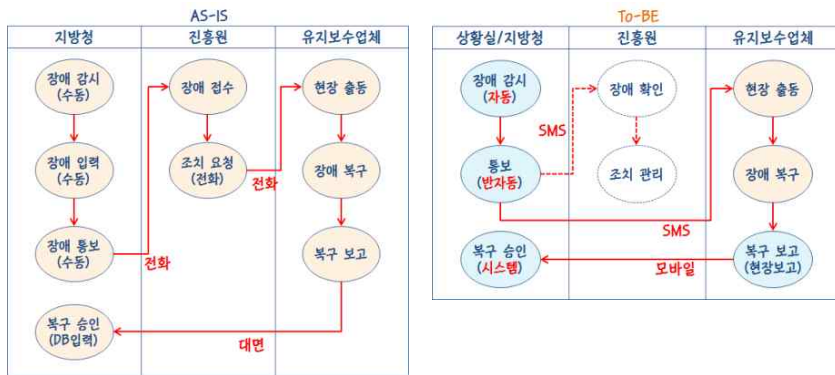 AS-IS
지방청
진흥원
유지보수업체
장애 감시
(수동)
장애 입력
(수동)
장애 통보
(수동)
전화
장애 접수
조치 요청
(전화)
전화
현장 출동
장애 복구
복구 보고
대면
복구 승인
(DB입력)
To-BE
상황실/지방청
진흥원
유지보수업체
장애 감시
(자동)
통보
(반자동)
SMS
장애 확인
조치 관리
SMS
현장 출동
장애 복구
복구 보고
(현장보고)
모바일
복구 승인
(시스템)